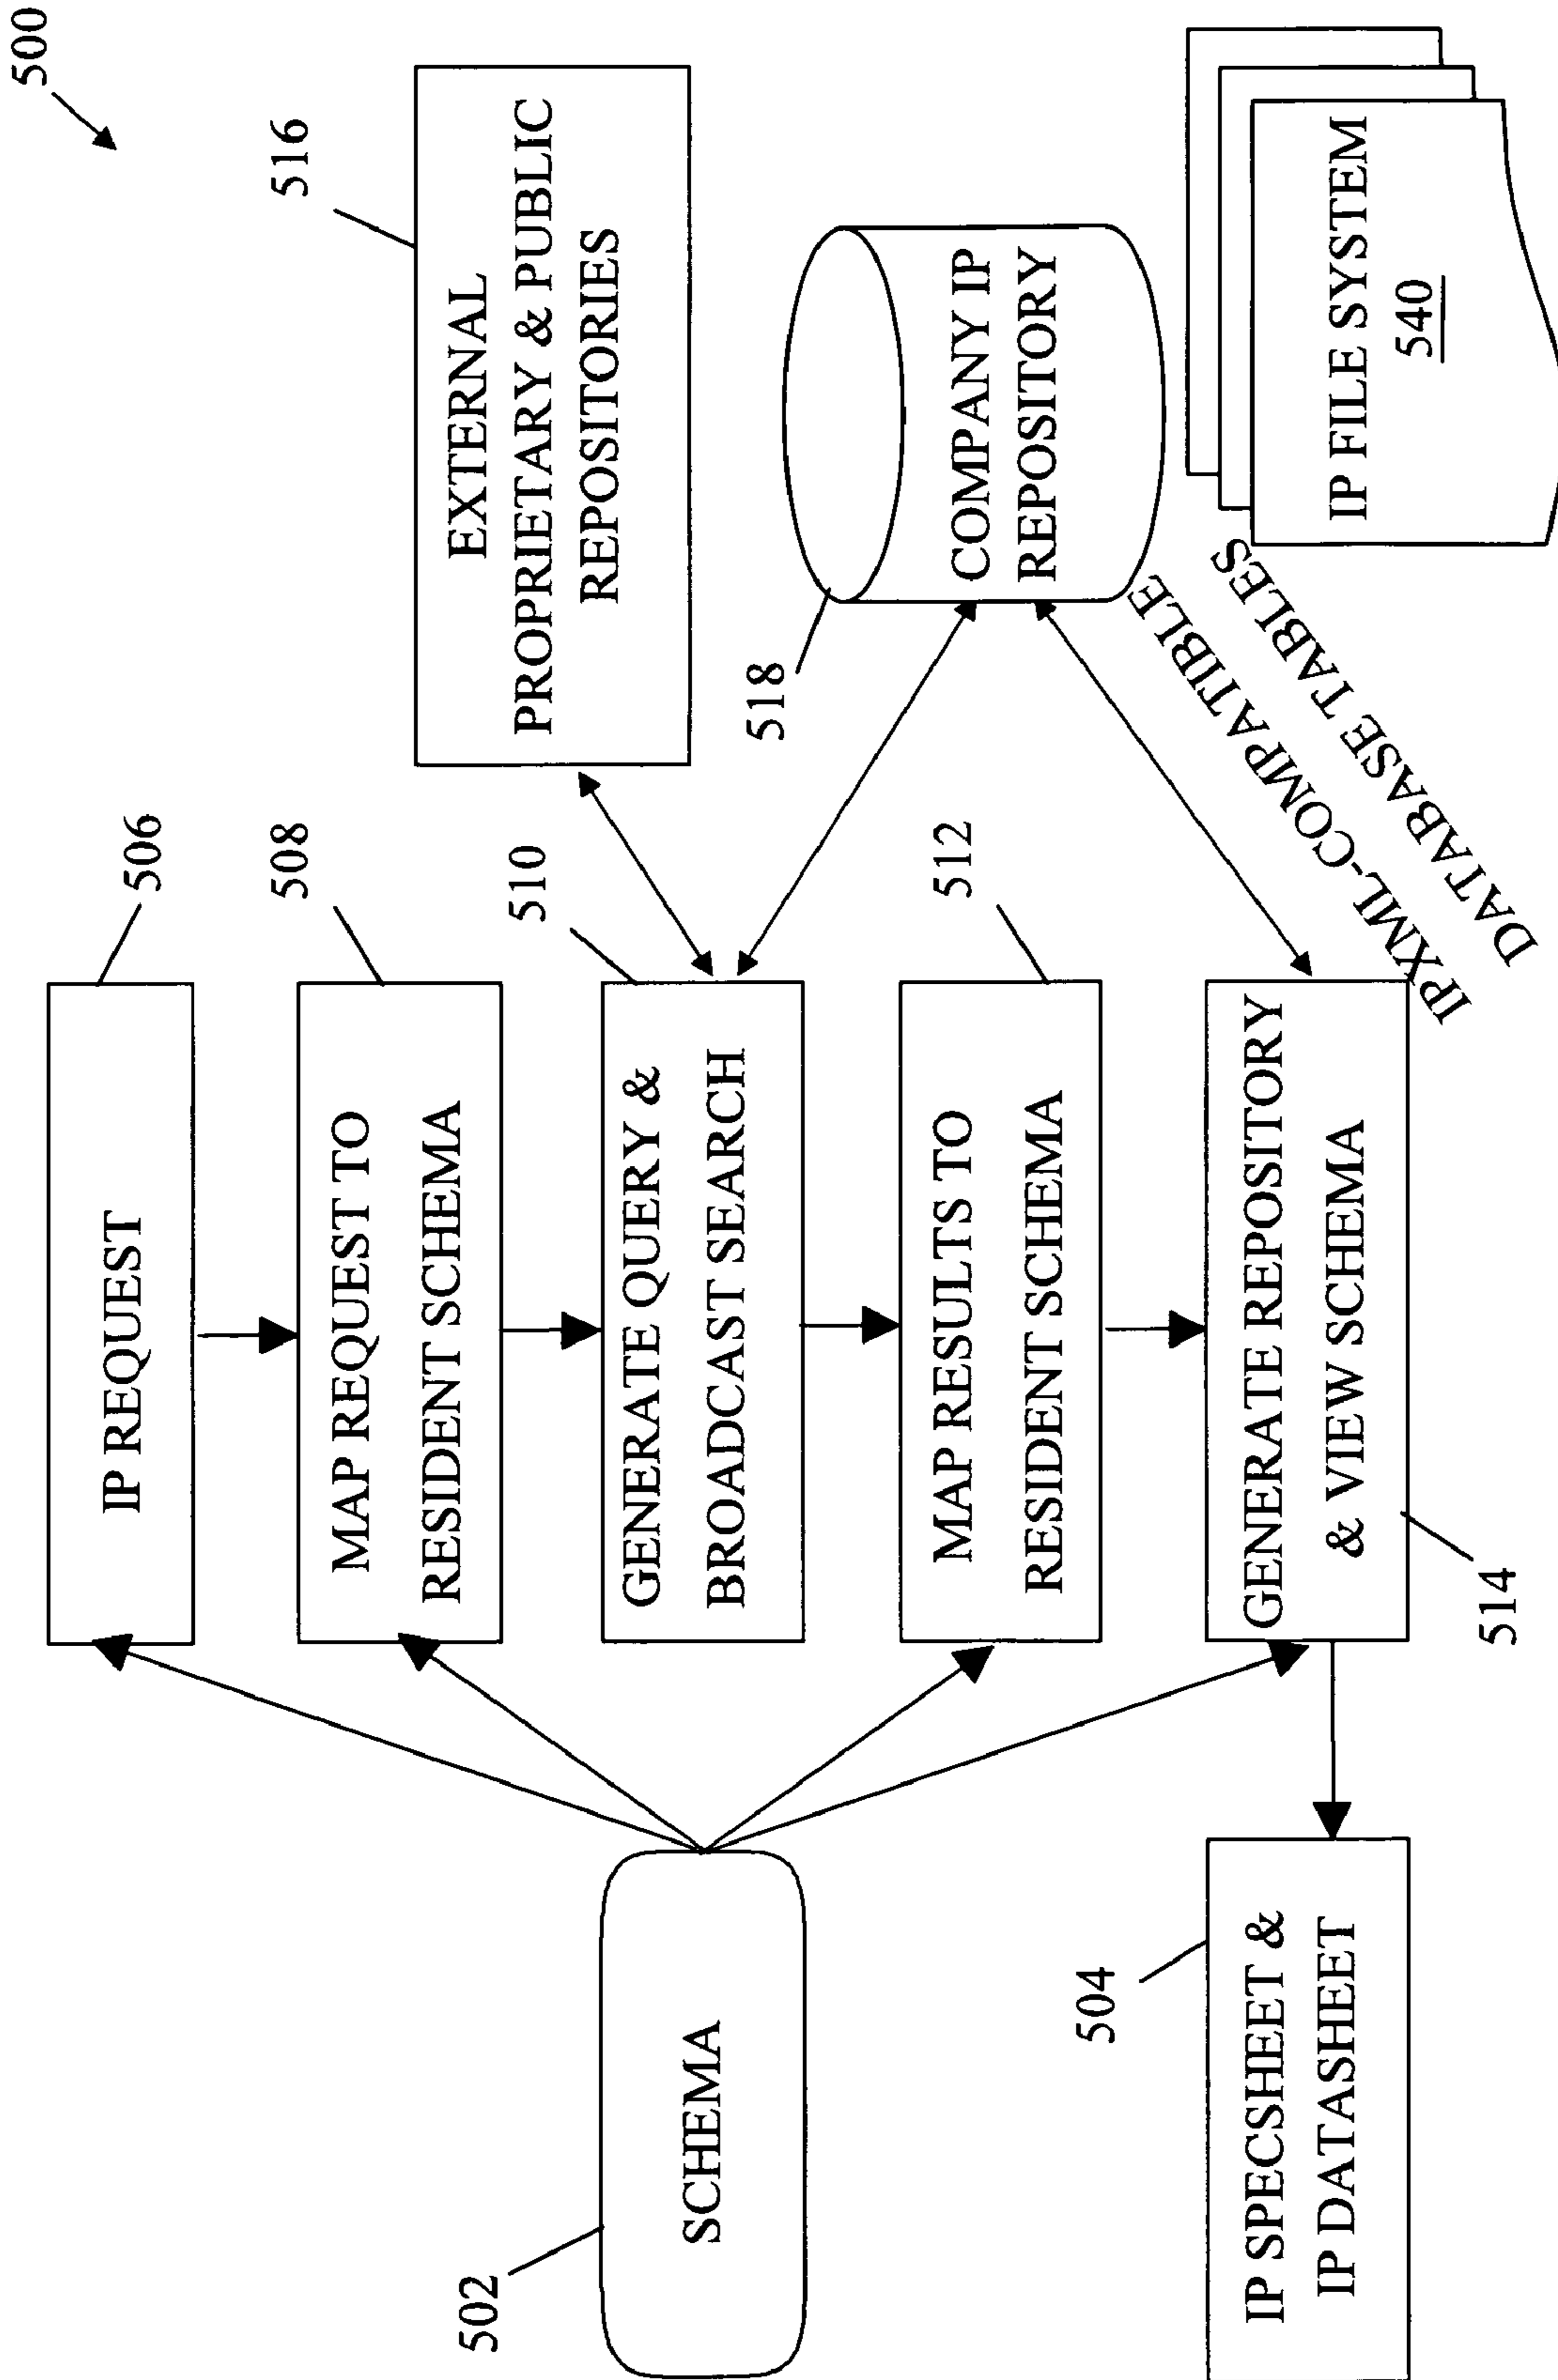 500
506
IP REQUEST
508
MAP REQUEST TO
RESIDENT SCHEMA
502
SCHEMA
510
GENERATE QUERY &
BROADCAST SEARCH
516
EXTERNAL
PROPRIETARY & PUBLIC
REPOSITORIES
518
COMPANY IP
REPOSITORY
512
MAP RESULTS TO
RESIDENT SCHEMA
504
IP SPECSHEET &
IP DATASHEET
514
GENERATE REPOSITORY
& VIEW SCHEMA
IPXML-COMPATIBLE
DATABASE TABLES
IP FILE SYSTEM
540